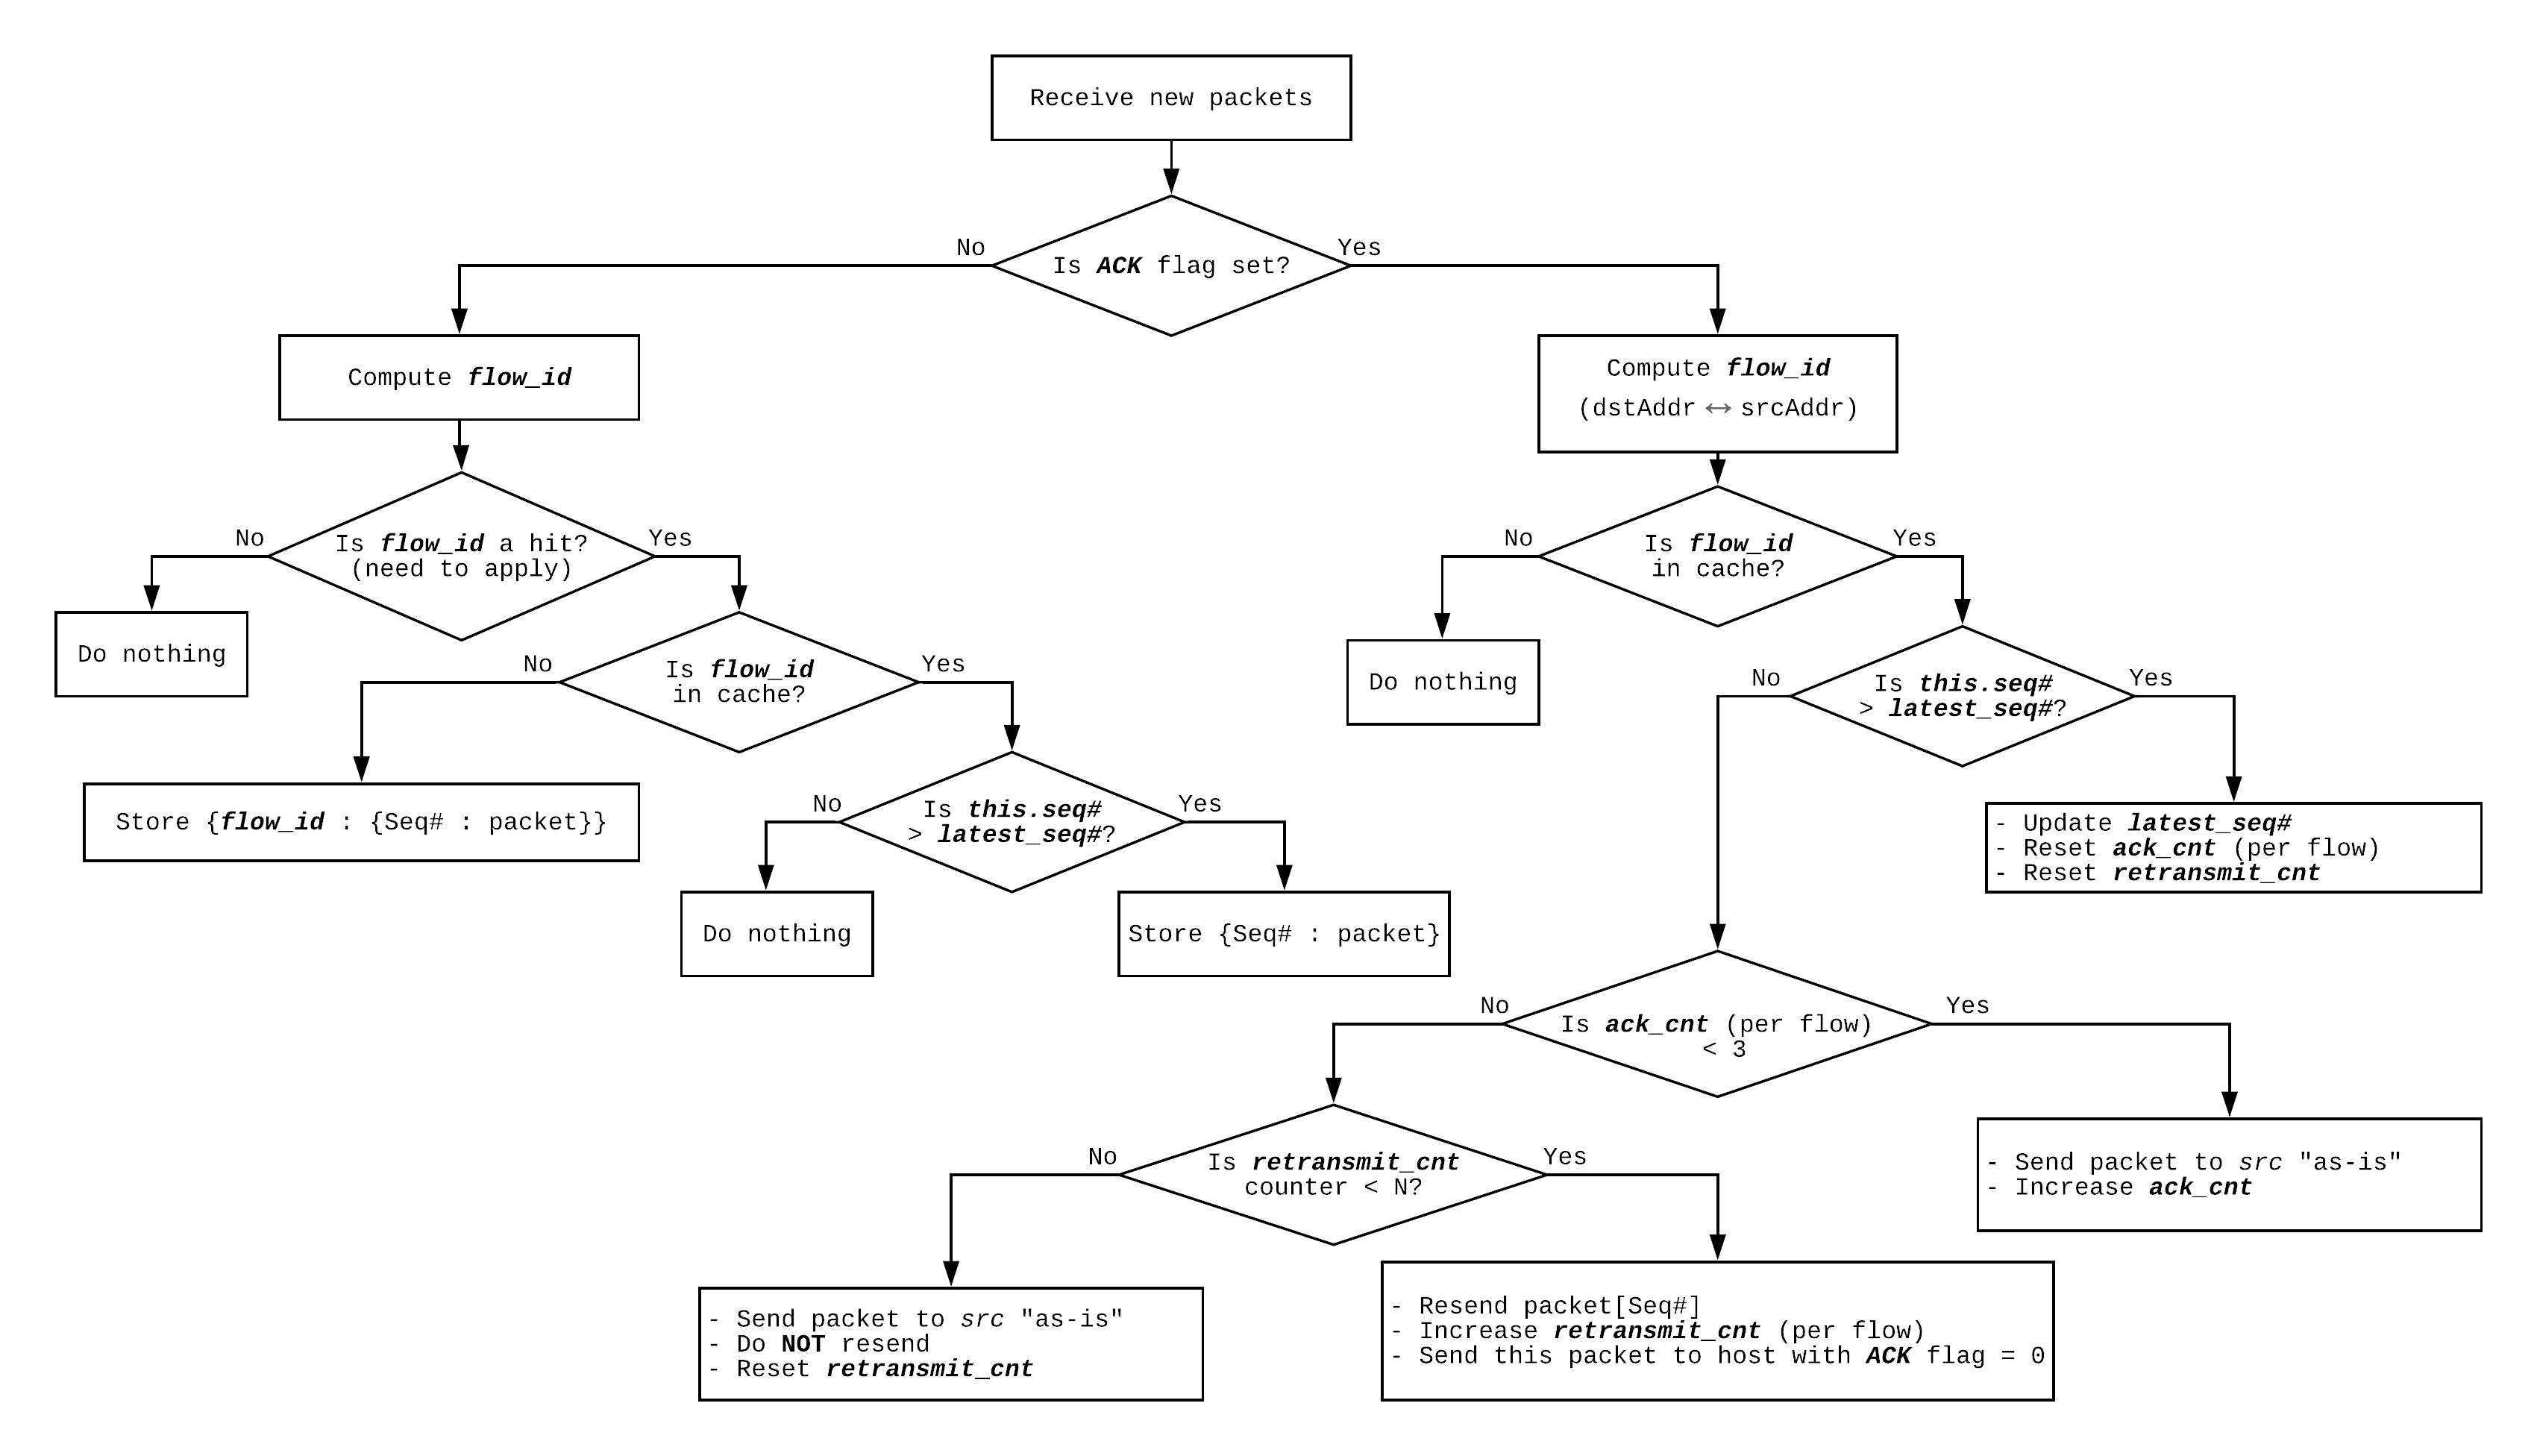 Receive new packets
No
Yes
Is ACK flag set?
Compute flow_id
Compute flow_id
(dstAddr ↔ srcAddr)
No
Yes
Is flow_id a hit?
(need to apply)
No
Yes
Is flow_id
in cache?
Do nothing
No
Yes
Is flow_id
in cache?
Do nothing
No
Yes
Is this.seq#
> latest_seq#?
Store {flow_id : {Seq# : packet}}
No
Yes
Is this.seq#
> latest_seq#?
- Update latest_seq#
- Reset ack_cnt (per flow)
- Reset retransmit_cnt
Do nothing
Store {Seq# : packet}
No
Yes
Is ack_cnt (per flow)
< 3
No
Yes
Is retransmit_cnt
counter < N?
- Send packet to src "as-is"
- Increase ack_cnt
- Send packet to src "as-is"
- Do NOT resend
- Reset retransmit_cnt
- Resend packet[Seq#]
- Increase retransmit_cnt (per flow)
- Send this packet to host with ACK flag = 0